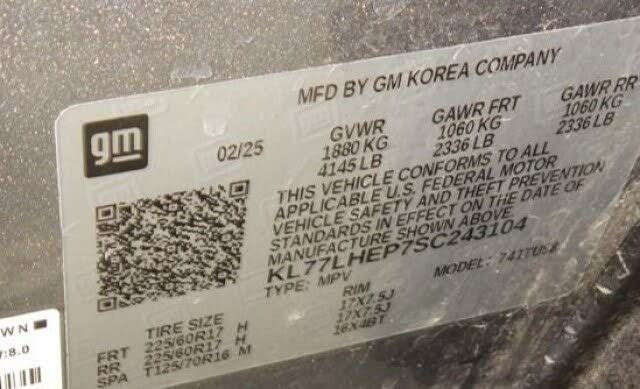 MFD BY GM KOREA COMPANY
gm
02/25
GVWR
1880 KG
4145 LB
GAWR FRT
1060 KG
2336 LB
GAWR RR
1060 KG
2336 LB
THIS VEHICLE CONFORMS TO ALL
APPLICABLE U.S. FEDERAL MOTOR
VEHICLE SAFETY AND THEFT PREVENTION
STANDARDS IN EFFECT ON THE DATE OF
MANUFACTURE SHOWN ABOVE
KL77LHEP7SC243104
TYPE: MPV
MODEL:
TIRE SIZE
RIM
FRT 225/60R17 H 17X7.5J
RR 225/60R17 H 17X7.5J
SPA T125/70R16 M 16X4BT
WN
:8.0